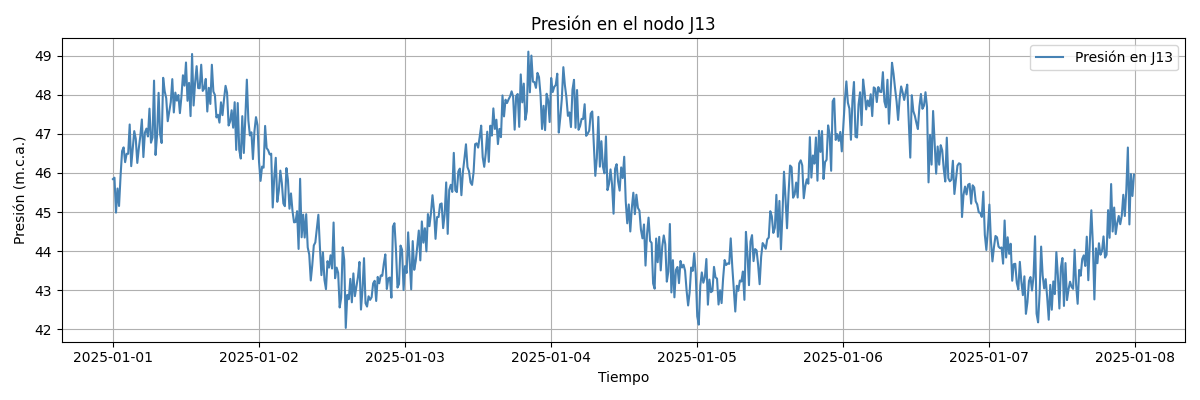 Presión en el nodo J13
Presión en J13
Presión (m.c.a.)
49
48
47
46
45
44
43
42
2025-01-01 2025-01-02 2025-01-03 2025-01-04 2025-01-05 2025-01-06 2025-01-07 2025-01-08
Tiempo